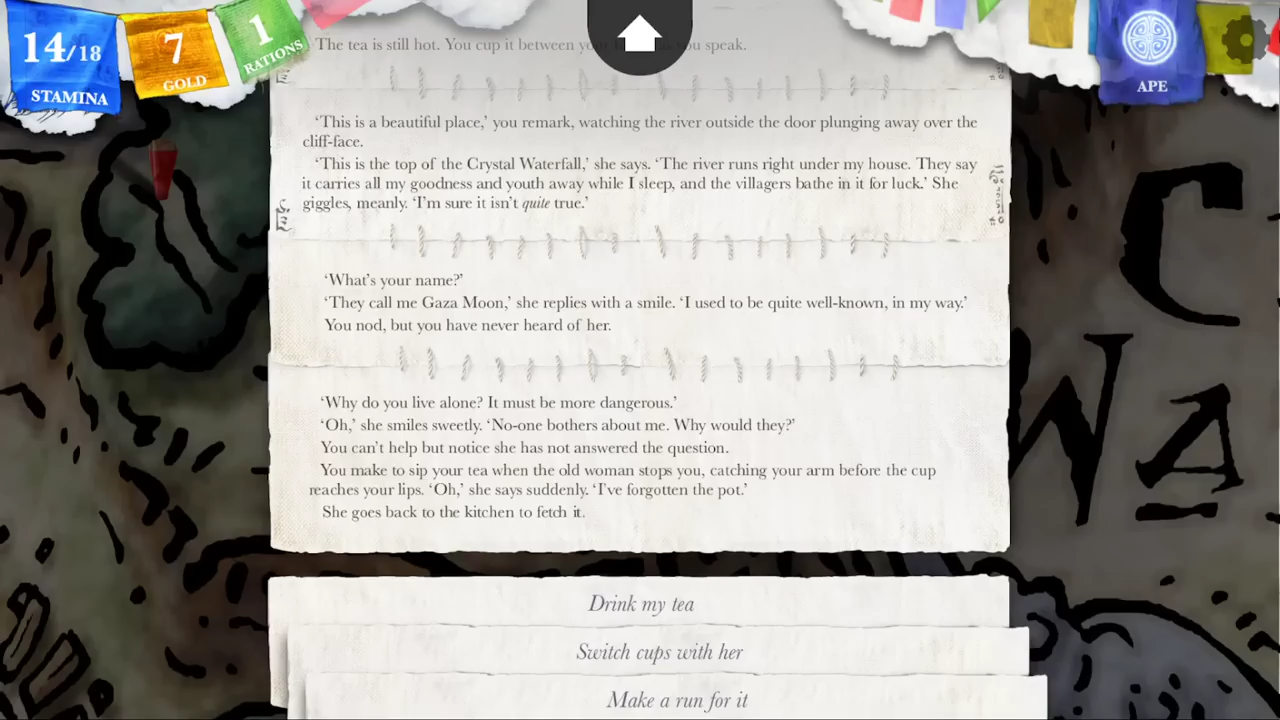 14/18
STAMINA
7
GOLD
1
RATIONS
APE
The tea is still hot. You cup it between you speak.
‘This is a beautiful place,’ you remark, watching the river outside the door plunging away over the
cliff-face.
‘This is the top of the Crystal Waterfall,’ she says. ‘The river runs right under my house. They say
it carries all my goodness and youth away while I sleep, and the villagers bathe in it for luck.’ She
giggles, meanly. ‘I’m sure it isn’t quite true.’
‘What’s your name?’
‘They call me Gaza Moon,’ she replies with a smile. ‘I used to be quite well-known, in my way.’
You nod, but you have never heard of her.
‘Why do you live alone? It must be more dangerous.’
‘Oh,’ she smiles sweetly. ‘No-one bothers about me. Why would they?’
You can’t help but notice she has not answered the question.
You make to sip your tea when the old woman stops you, catching your arm before the cup
reaches your lips. ‘Oh,’ she says suddenly. ‘I’ve forgotten the pot.’
She goes back to the kitchen to fetch it.
Drink my tea
Switch cups with her
Make a run for it
C
Wa